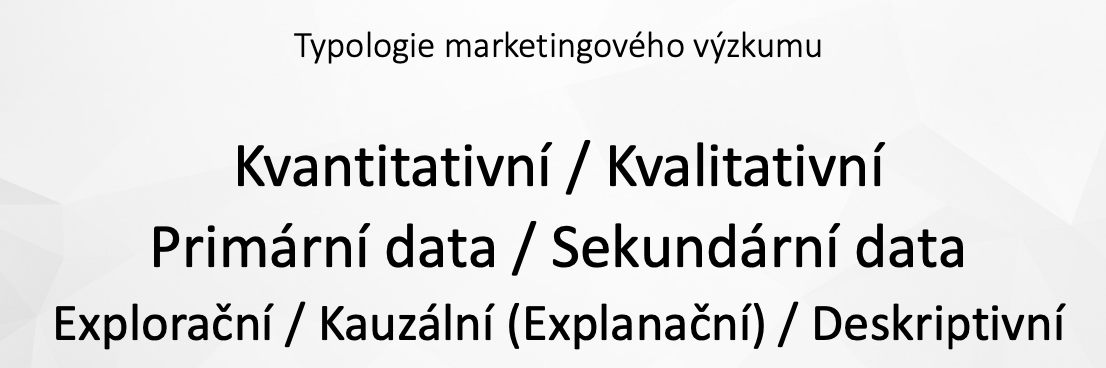 Typologie marketingového výzkumu
Kvantitativní / Kvalitativní
Primární data / Sekundární data
Explorační / Kauzální (Explanační) / Deskriptivní